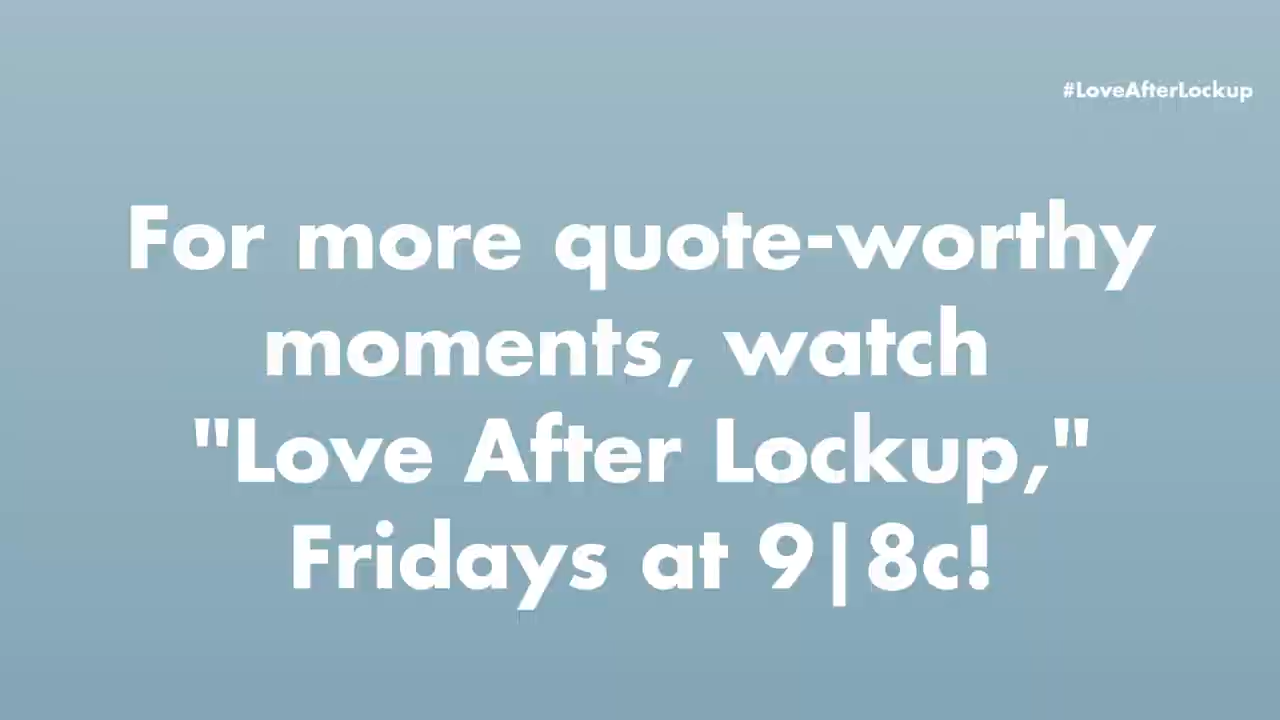 #LoveAfterLockup
For more quote-worthy
moments, watch
"Love After Lockup,"
Fridays at 9|8c!